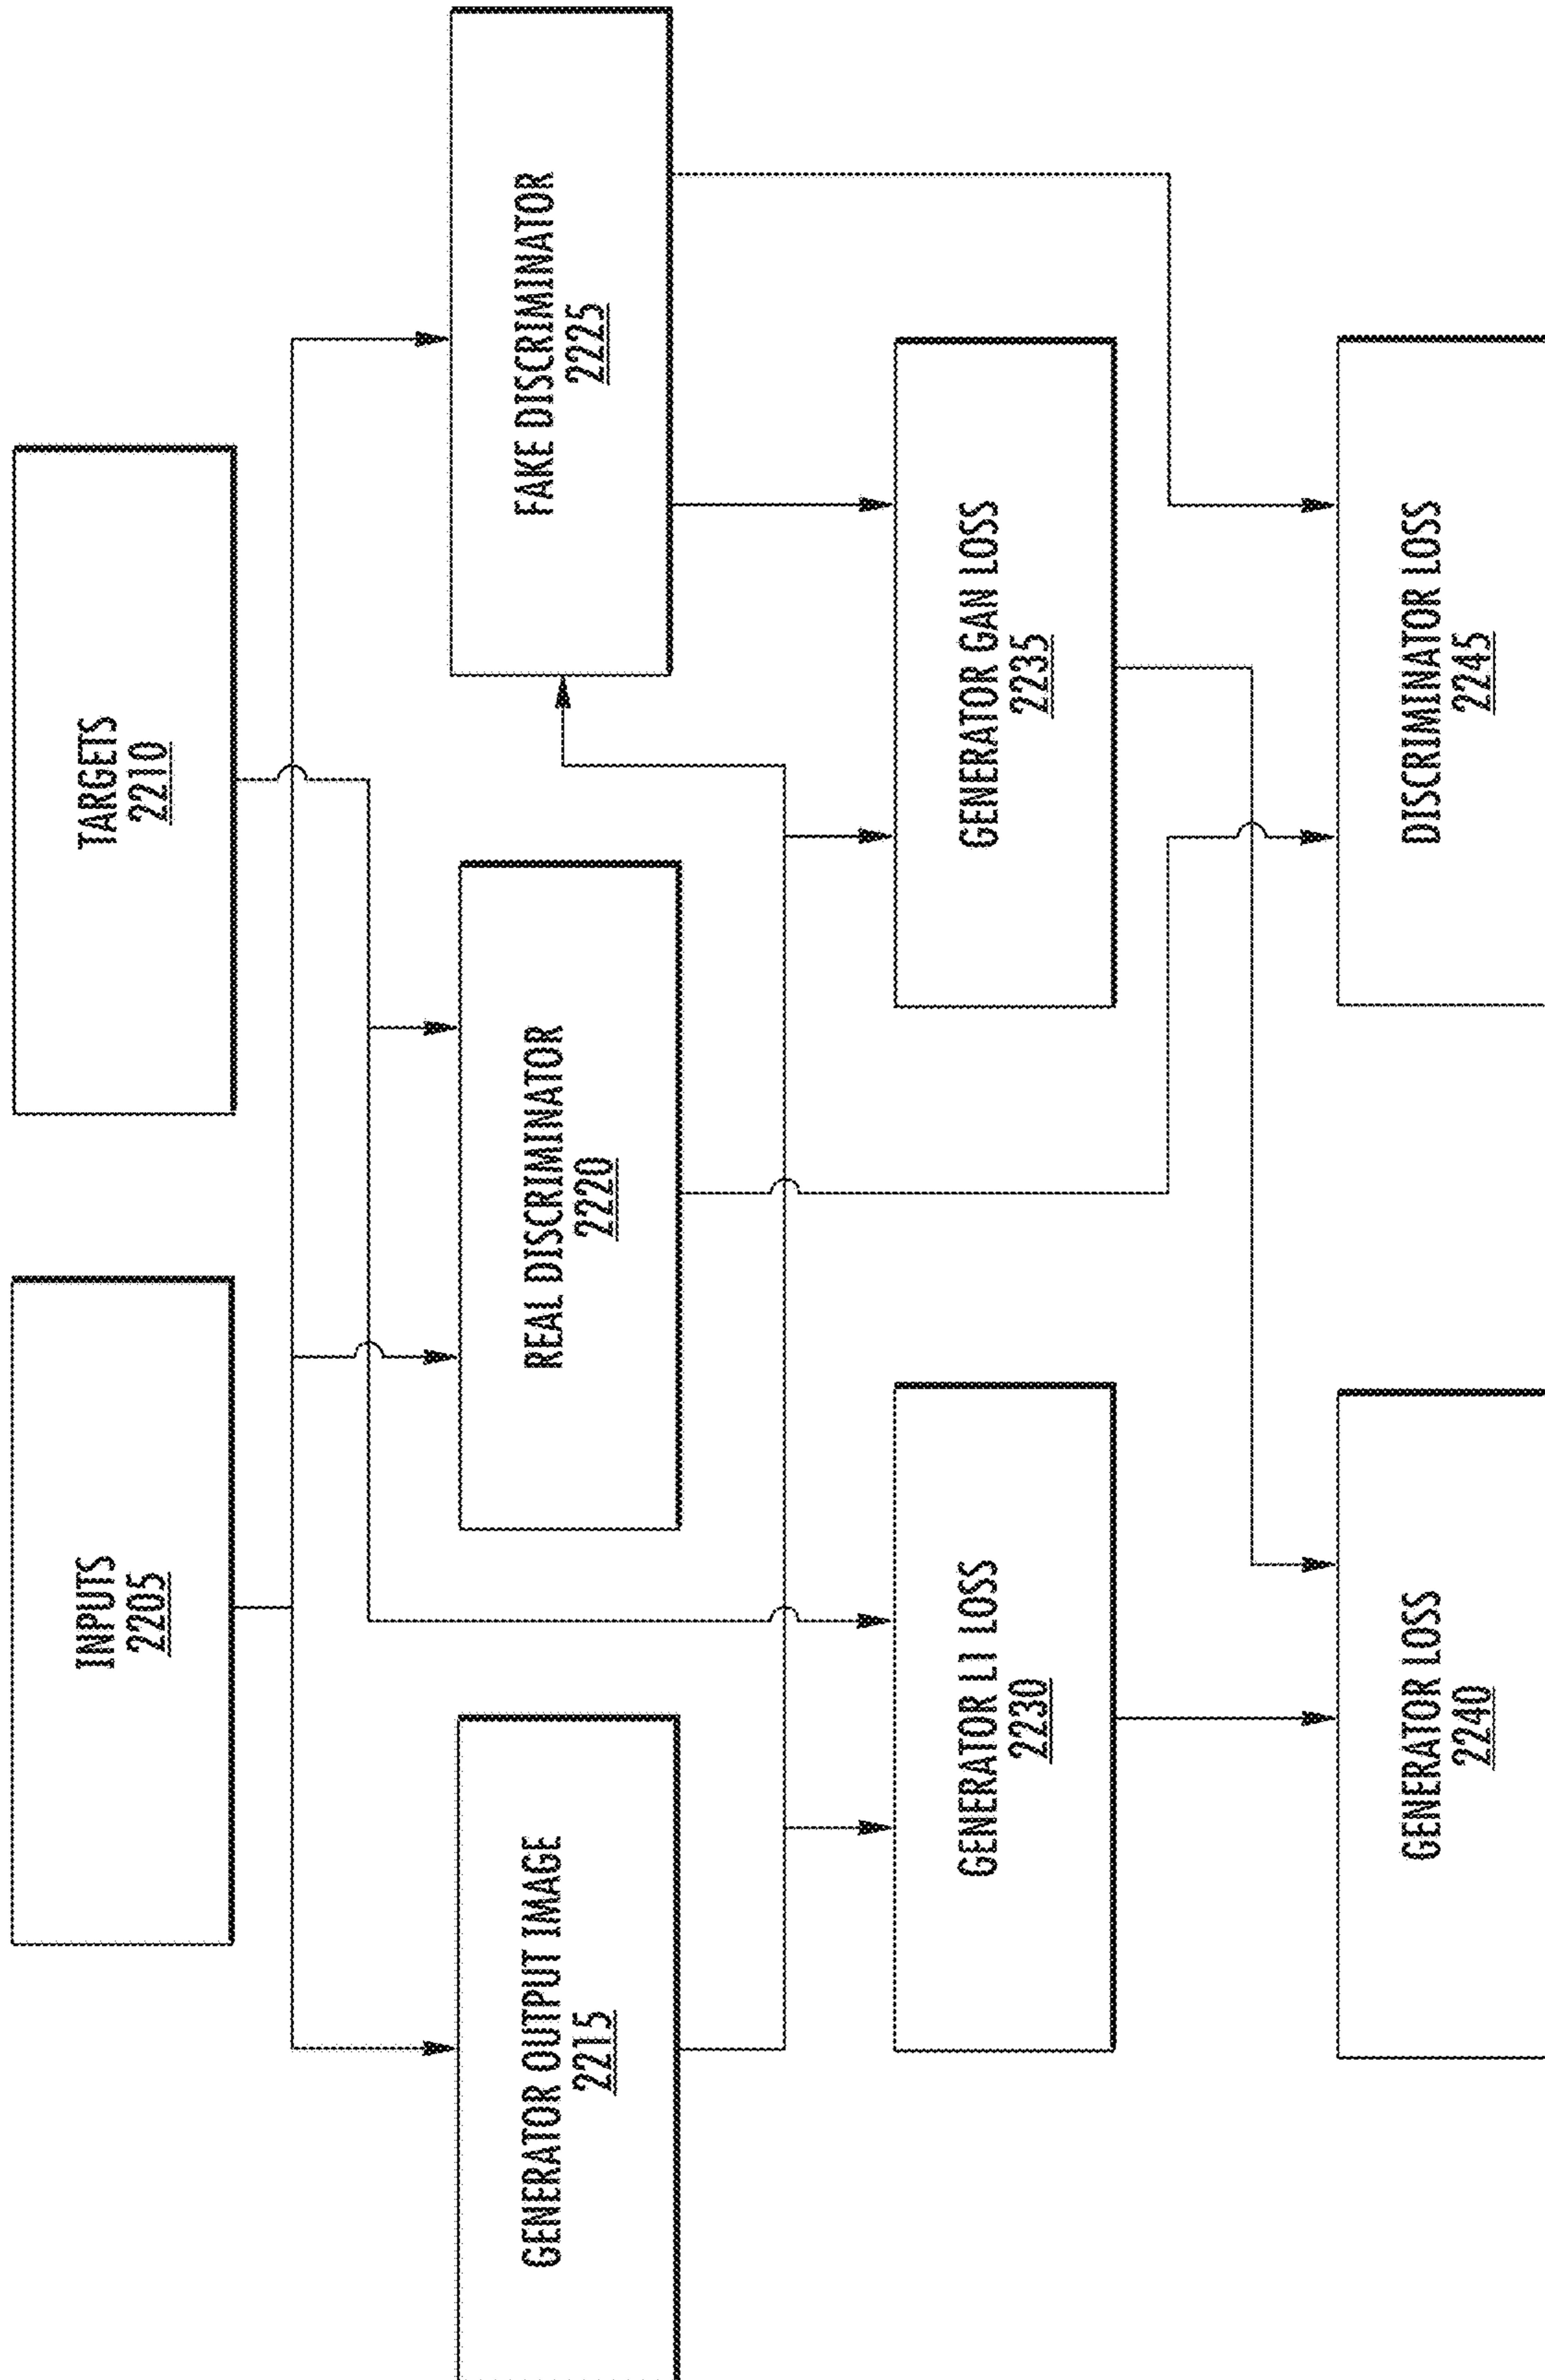 INPUTS
2205
TARGETS
2210
GENERATOR OUTPUT IMAGE
2215
REAL DISCRIMINATOR
2220
FAKE DISCRIMINATOR
2225
GENERATOR L1 LOSS
2230
GENERATOR GAN LOSS
2235
GENERATOR LOSS
2240
DISCRIMINATOR LOSS
2245